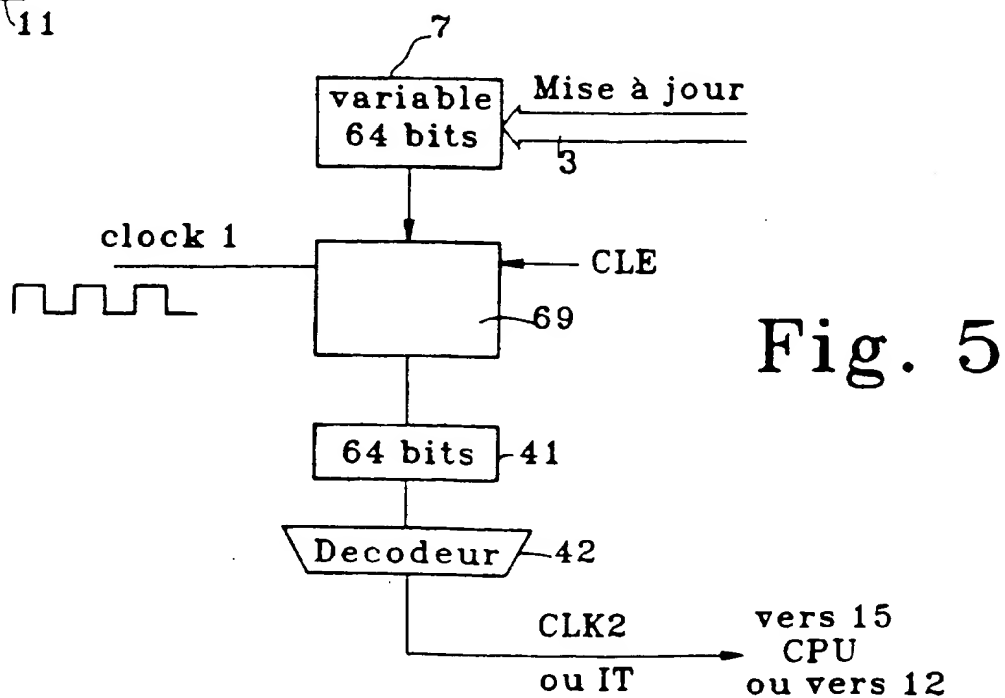 11
7
variable
64 bits
Mise à jour
3
clock 1
CLE
69
Fig. 5
64 bits
41
Decodeur
42
CLK2
ou IT
vers 15
CPU
ou vers 12